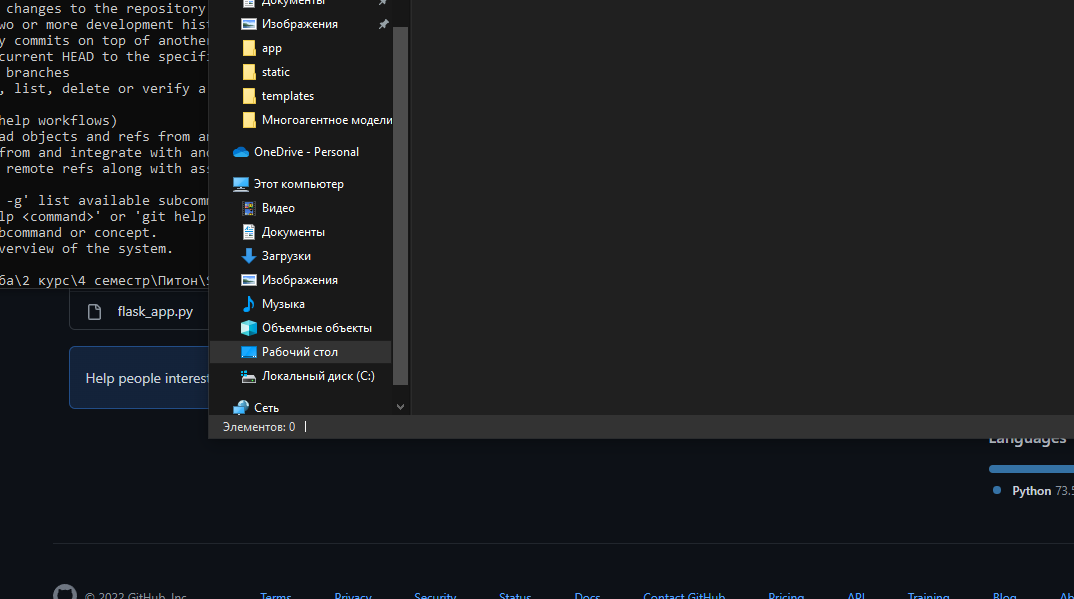 changes to the repository
wo or more development his
y commits on top of another
current HEAD to the specifi
branches
, list, delete or verify a
help workflows)
ad objects and refs from an
from and integrate with ano
remote refs along with ass
-g' list available subcomm
lp <command>' or 'git help
bcommand or concept.
verview of the system.
ба\2 курс\4 семестр\Питон\S
flask_app.py
Help people interest
Документы
Изображения
app
static
templates
Многоагентное модели
OneDrive - Personal
Этот компьютер
Видео
Документы
Загрузки
Изображения
Музыка
Объемные объекты
Рабочий стол
Локальный диск (C:)
Сеть
Элементов: 0
Languages
Python 73.5
© 2022 GitHub, Inc.
Terms
Privacy
Security
Status
Docs
Contact GitHub
Pricing
API
Training
Blog
Ab